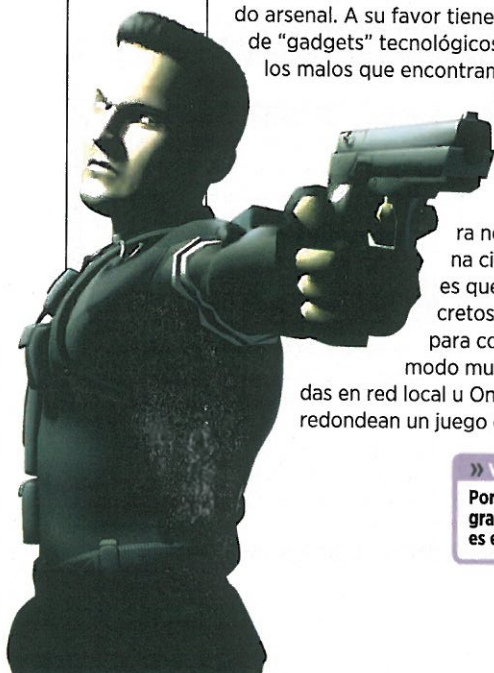 do arsenal. A su favor tiene
de “gadgets” tecnológicos
los malos que encontram
ra no
na ci
es que
cretos
para co
modo mu
das en red local u On
redondean un juego
»
Por
gra
es e